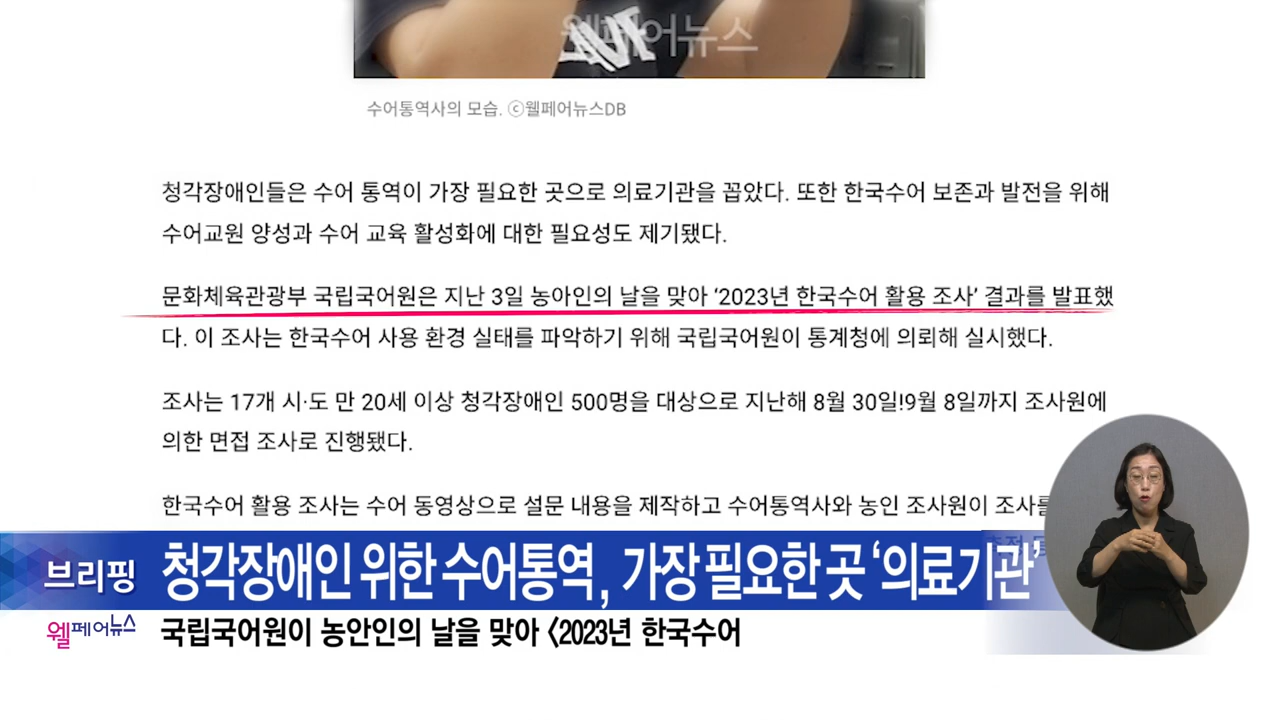 웰페어뉴스
수어통역사의 모습. ⓒ웰페어뉴스DB
청각장애인들은 수어 통역이 가장 필요한 곳으로 의료기관을 꼽았다. 또한 한국수어 보존과 발전을 위해
수어교원 양성과 수어 교육 활성화에 대한 필요성도 제기됐다.
문화체육관광부 국립국어원은 지난 3일 농아인의 날을 맞아 ‘2023년 한국수어 활용 조사’ 결과를 발표했
다. 이 조사는 한국수어 사용 환경 실태를 파악하기 위해 국립국어원이 통계청에 의뢰해 실시했다.
조사는 17개 시·도 만 20세 이상 청각장애인 500명을 대상으로 지난해 8월 30일!9월 8일까지 조사원에
의한 면접 조사로 진행됐다.
한국수어 활용 조사는 수어 동영상으로 설문 내용을 제작하고 수어통역사와 농인 조사원이 조사를
브리핑 청각장애인 위한 수어통역, 가장 필요한 곳 ‘의료기관’
웰페어뉴스 국립국어원이 농안인의 날을 맞아 <2023년 한국수어